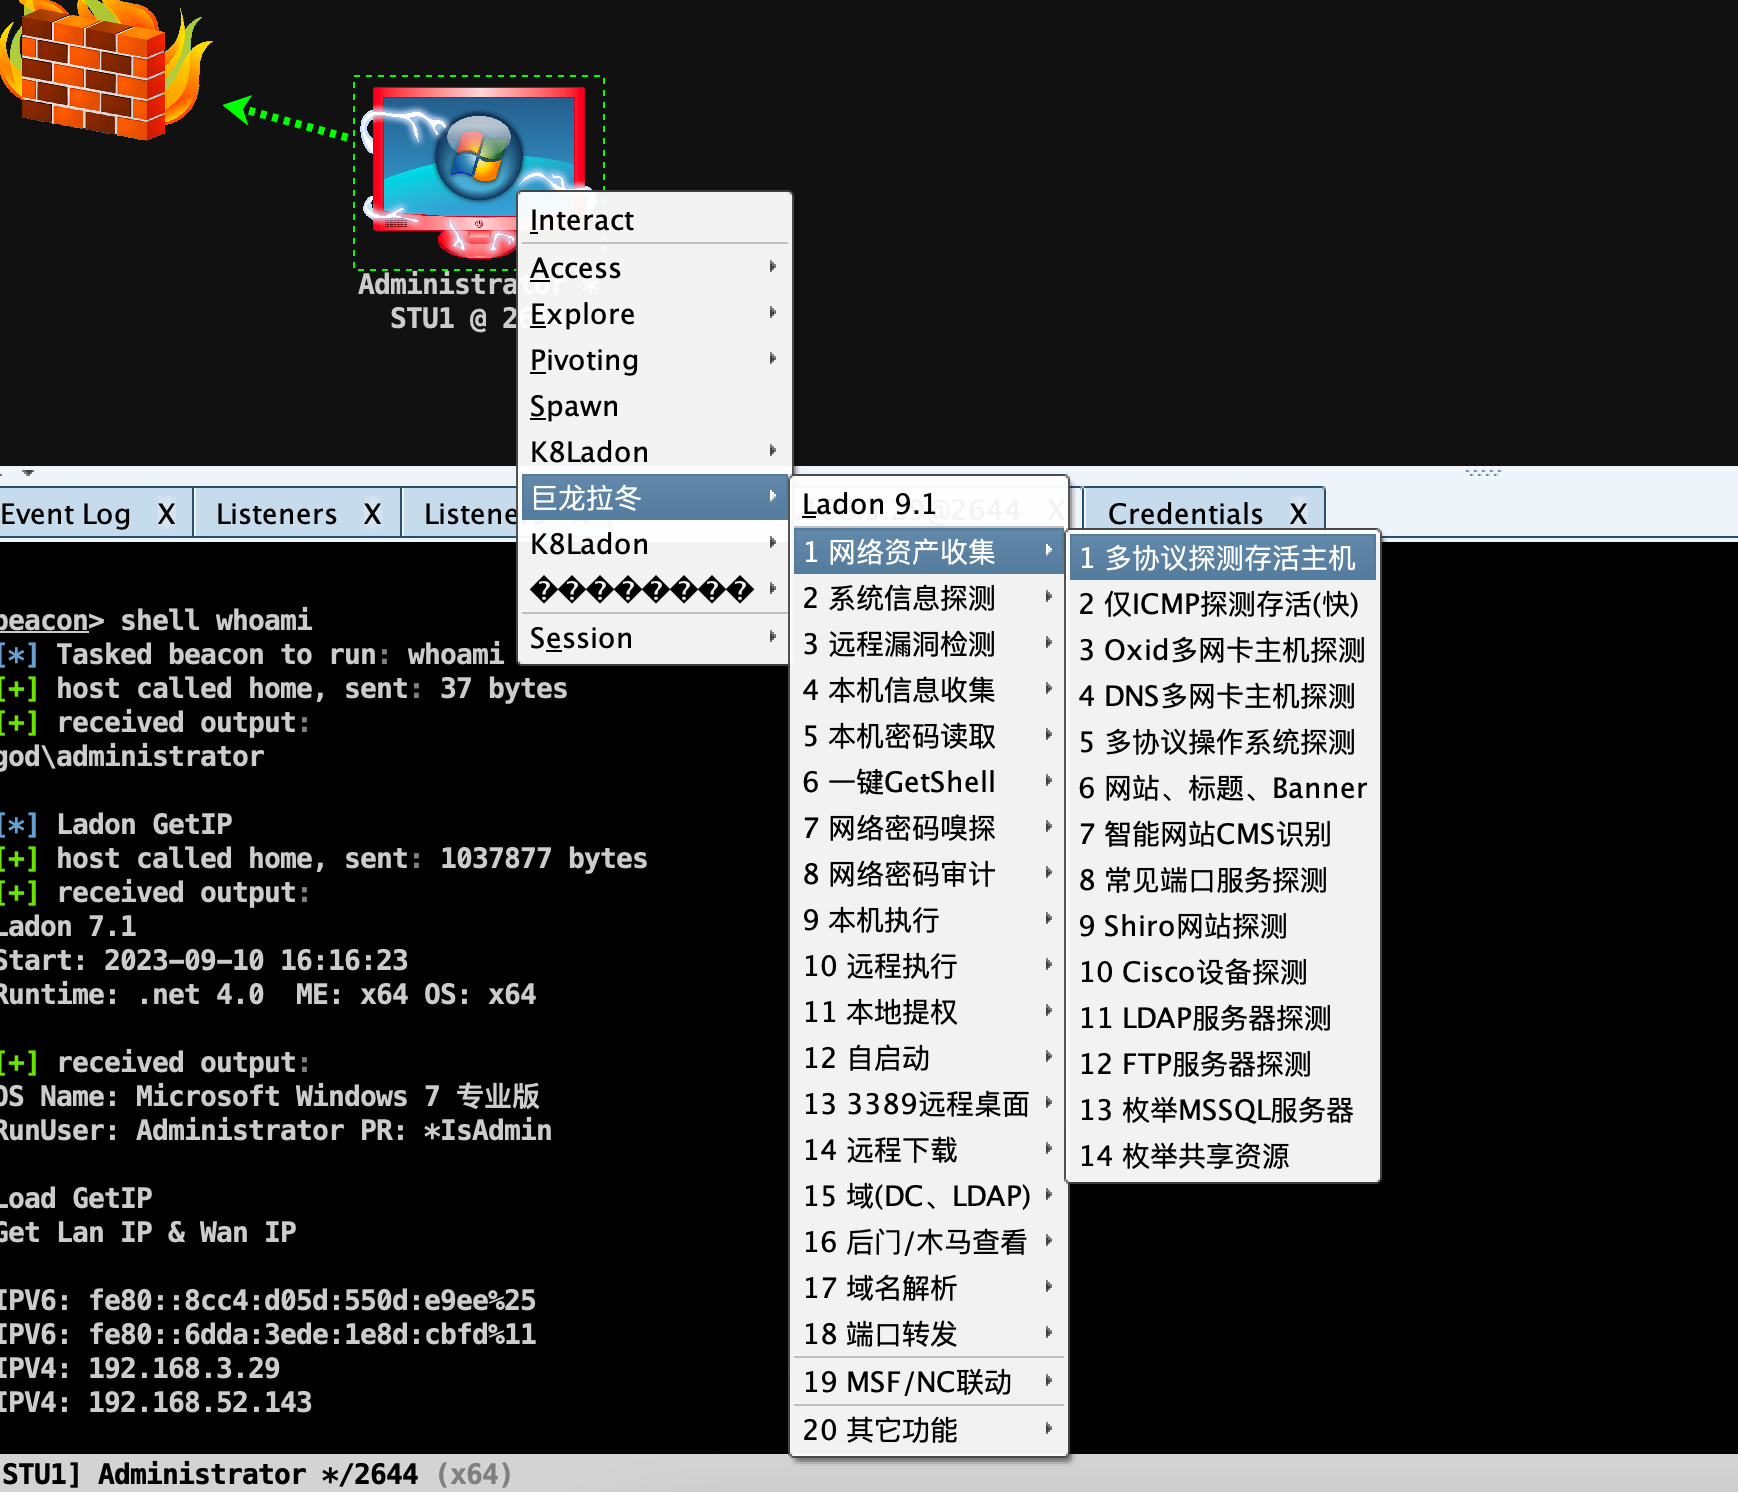 Administra
STU1 @ 2
Interact
Access
Explore
Pivoting
Spawn
K8Ladon
巨龙拉冬
K8Ladon
��������
Session
Event Log X
Listeners X
Listene
@2644 X
Credentials X
Ladon 9.1
1 网络资产收集
2 系统信息探测
3 远程漏洞检测
4 本机信息收集
5 本机密码读取
6 一键GetShell
7 网络密码嗅探
8 网络密码审计
9 本机执行
10 远程执行
11 本地提权
12 自启动
13 3389远程桌面
14 远程下载
15 域(DC、LDAP)
16 后门/木马查看
17 域名解析
18 端口转发
19 MSF/NC联动
20 其它功能
1 多协议探测存活主机
2 仅ICMP探测存活(快)
3 Oxid多网卡主机探测
4 DNS多网卡主机探测
5 多协议操作系统探测
6 网站、标题、Banner
7 智能网站CMS识别
8 常见端口服务探测
9 Shiro网站探测
10 Cisco设备探测
11 LDAP服务器探测
12 FTP服务器探测
13 枚举MSSQL服务器
14 枚举共享资源
beacon> shell whoami
[*] Tasked beacon to run: whoami
[+] host called home, sent: 37 bytes
[+] received output:
god\administrator
[*] Ladon GetIP
[+] host called home, sent: 1037877 bytes
[+] received output:
Ladon 7.1
Start: 2023-09-10 16:16:23
Runtime: .net 4.0 ME: x64 OS: x64
[+] received output:
OS Name: Microsoft Windows 7 专业版
RunUser: Administrator PR: *IsAdmin
Load GetIP
Get Lan IP & Wan IP
IPV6: fe80::8cc4:d05d:550d:e9ee%25
IPV6: fe80::6dda:3ede:1e8d:cbfd%11
IPV4: 192.168.3.29
IPV4: 192.168.52.143
STU1] Administrator */2644 (x64)